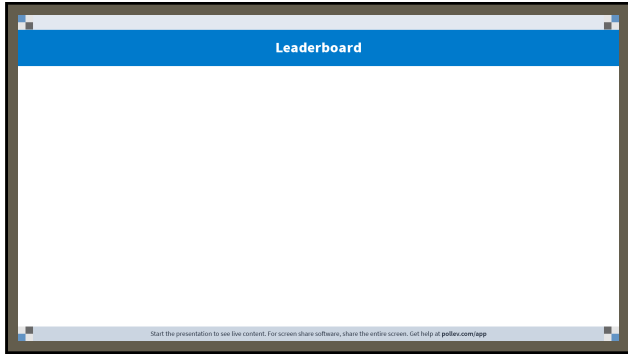 Leaderboard
Start the presentation to see live content. For screen share software, share the entire screen. Get help at pollev.com/app